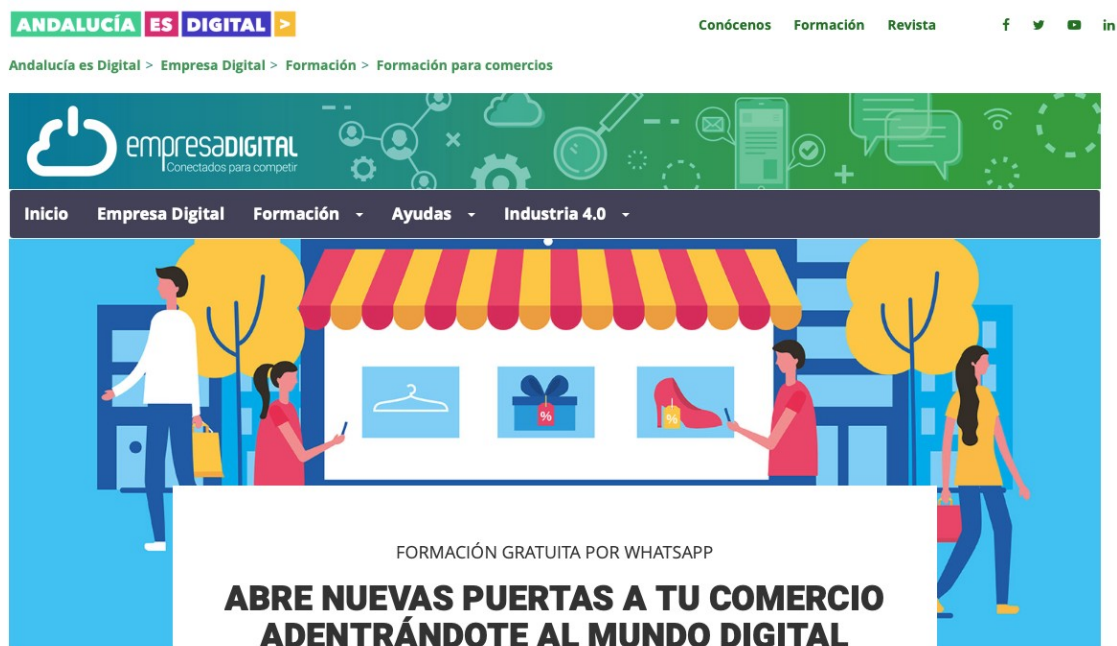 ANDALUCÍA ES DIGITAL >
Conócenos Formación Revista
Andalucía es Digital > Empresa Digital > Formación > Formación para comercios
empresaDIGITAL
Conectados para competir
Inicio Empresa Digital Formación Ayudas Industria 4.0
%
%
FORMACIÓN GRATUITA POR WHATSAPP
ABRE NUEVAS PUERTAS A TU COMERCIO
ADENTRÁNDOTE AL MUNDO DIGITAL